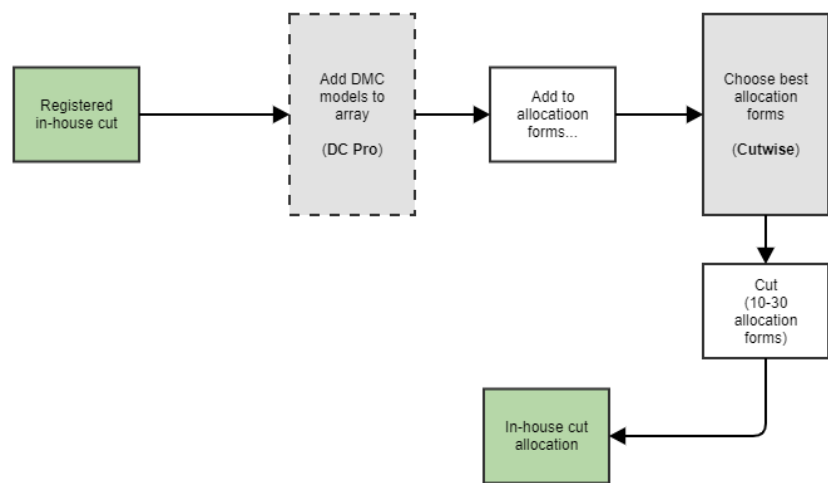 Registered
in-house cut
Add DMC
models to
array
(DC Pro)
Add to
allocatioon
forms...
Choose best
allocation
forms
(Cutwise)
Cut
(10-30
allocation
forms)
In-house cut
allocation